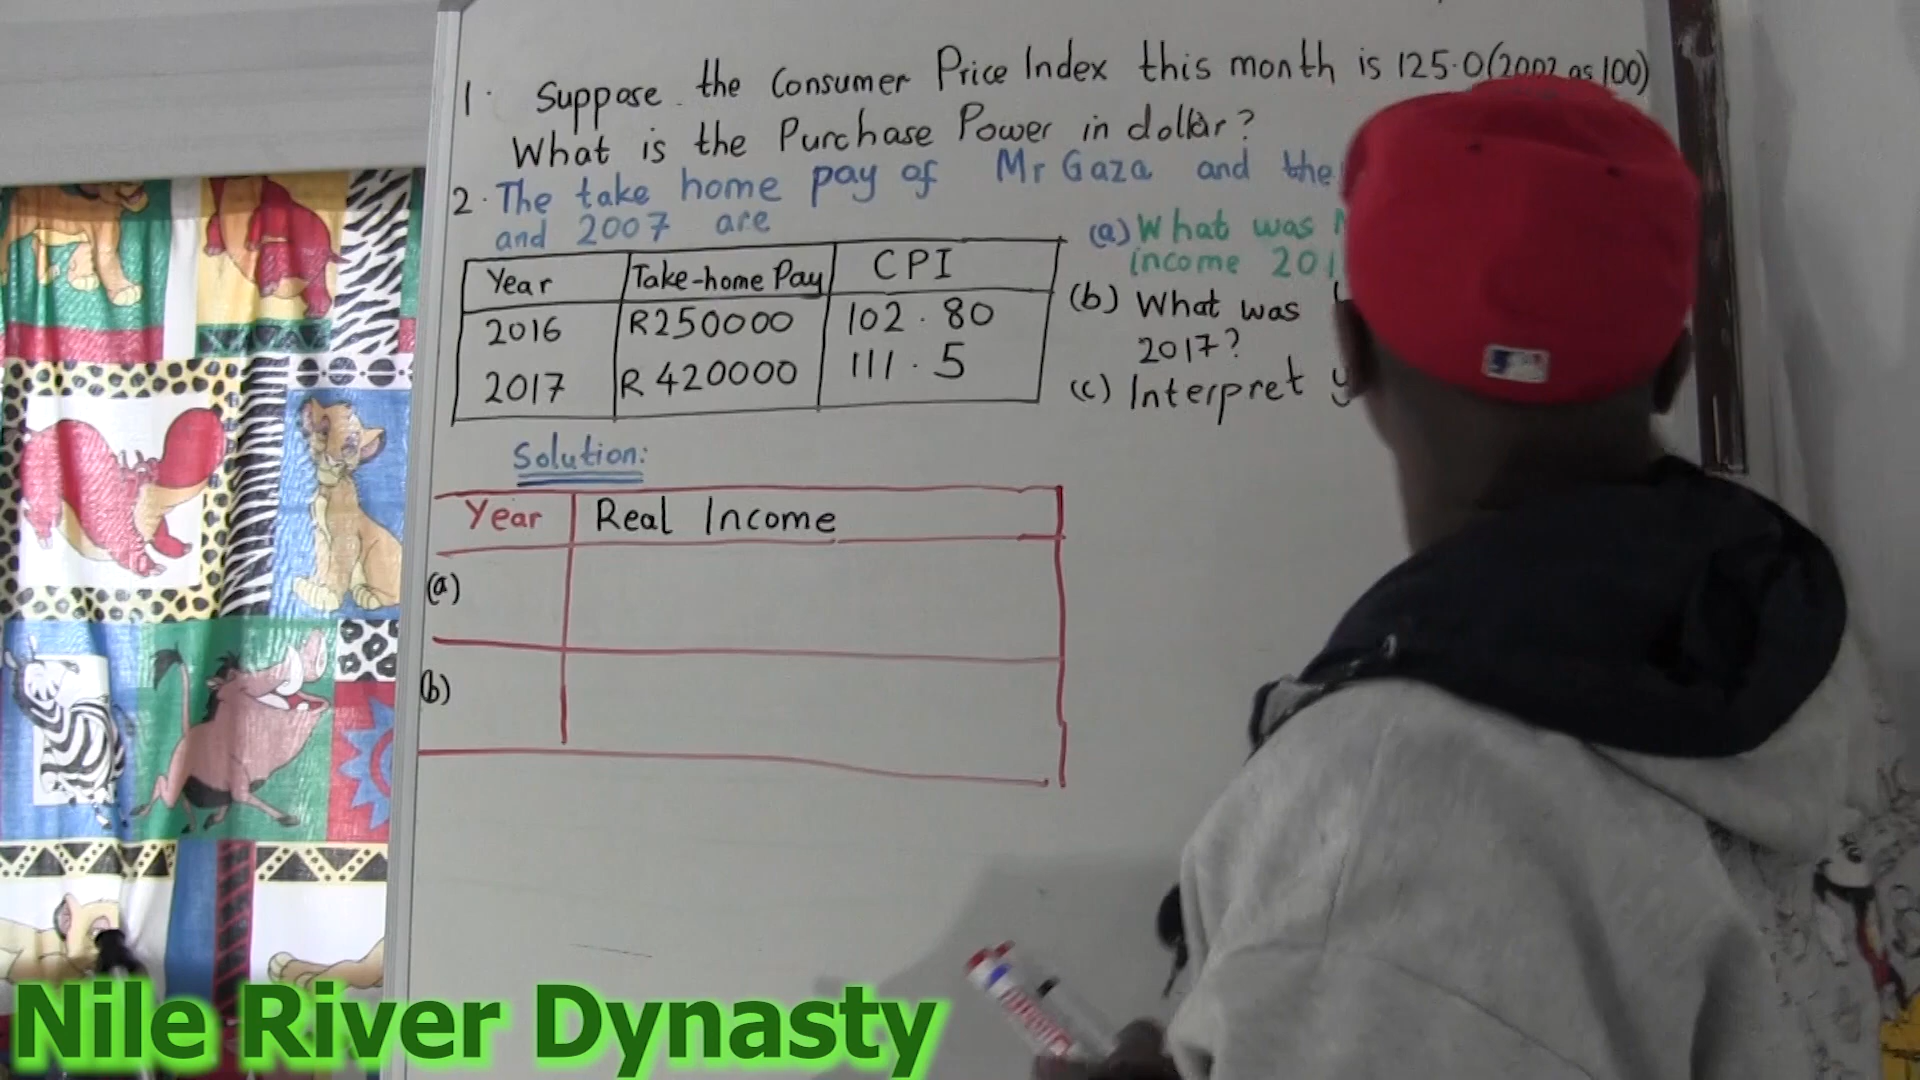 1. Suppose the Consumer Price Index this month is 125.0(2002 as 100)
What is the Purchase Power in dollar?
2. The take home pay of Mr Gaza and the
and 2007 are
Year Take-home Pay CPI
2016 R250000 102.80
2017 R420000 111.5
(a) What was
income 201
(b) What was
2017?
(c) Interpret
Solution:
Year Real Income
(a)
(b)
Nile River Dynasty